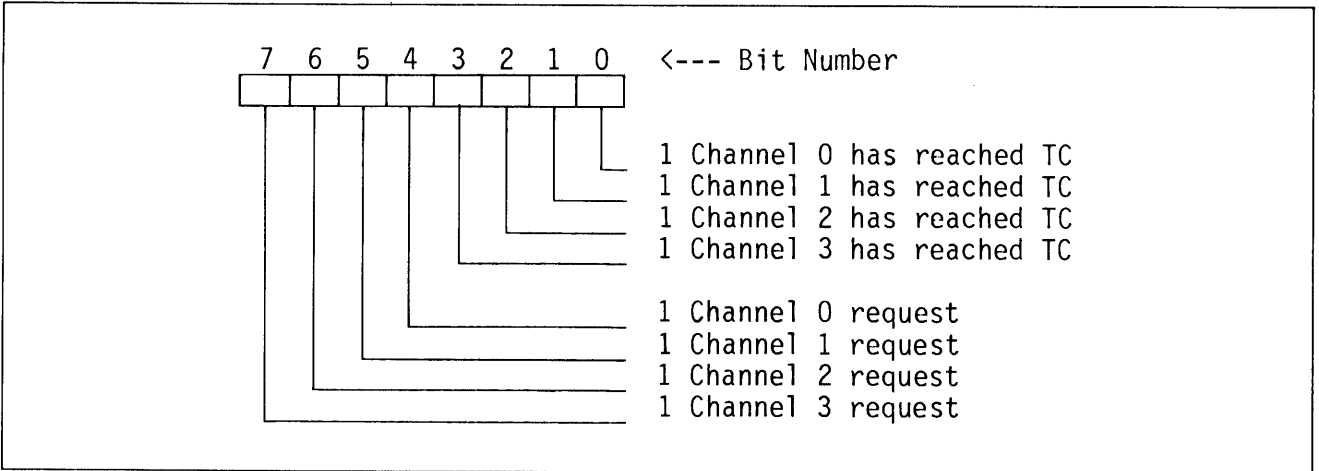 7 6 5 4 3 2 1 0 <--- Bit Number
1 Channel 0 has reached TC
1 Channel 1 has reached TC
1 Channel 2 has reached TC
1 Channel 3 has reached TC
1 Channel 0 request
1 Channel 1 request
1 Channel 2 request
1 Channel 3 request